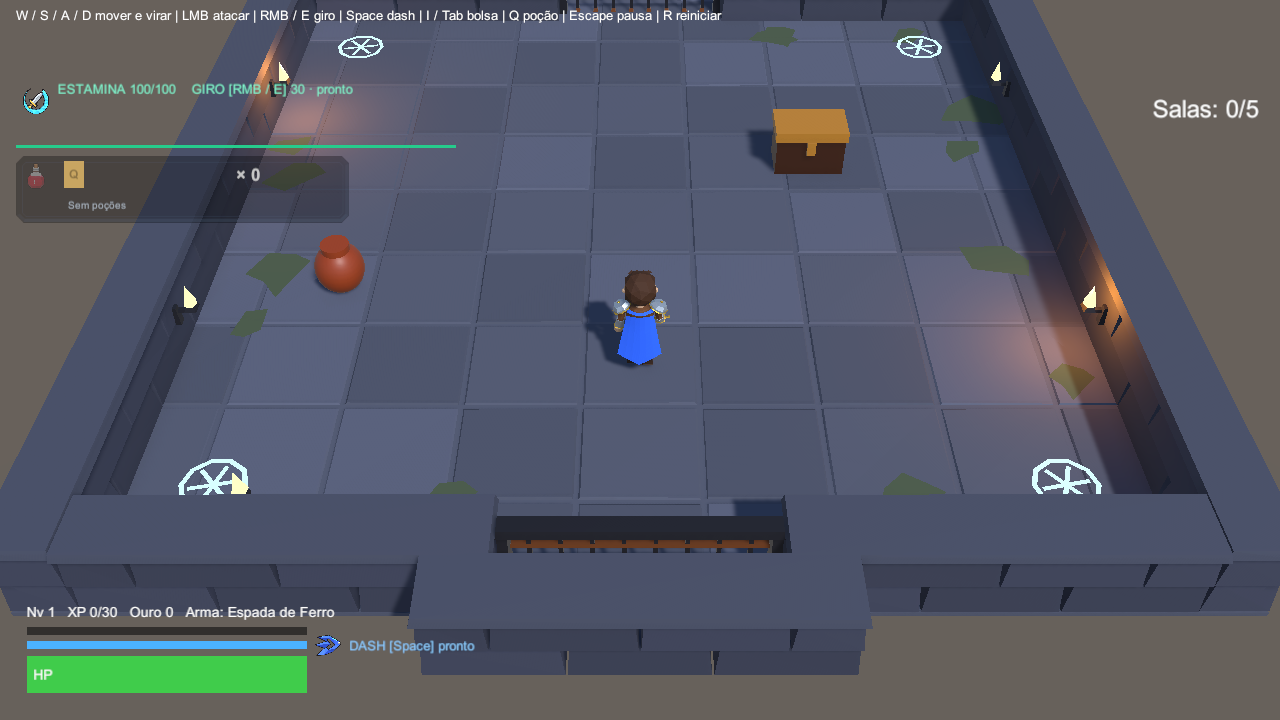 W / S / A / D mover e virar | LMB atacar | RMB / E giro | Space dash | I / Tab bolsa | Q poção | Escape pausa | R reiniciar
ESTAMINA 100/100 GIRO [RMB / E] 30 · pronto
Salas: 0/5
Q × 0
Sem poções
Nv 1 XP 0/30 Ouro 0 Arma: Espada de Ferro
DASH [Space] pronto
HP